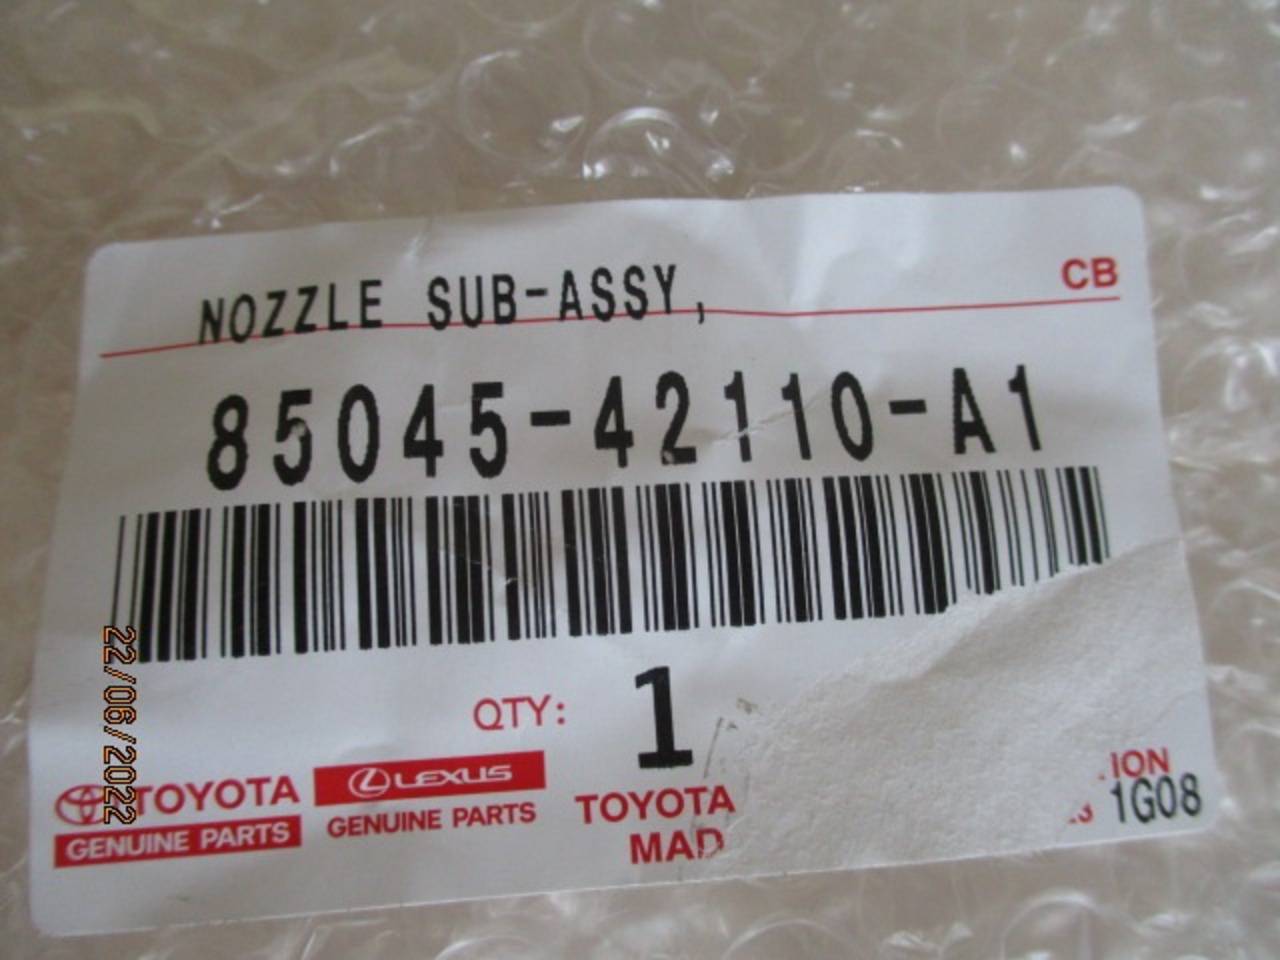 NOZZLE SUB-ASSY,
CB
85045-42110-A1
QTY: 1
TOYOTA
GENUINE PARTS
LEXUS
GENUINE PARTS
TOYOTA
MAD
ION
1G08
22/06/2022